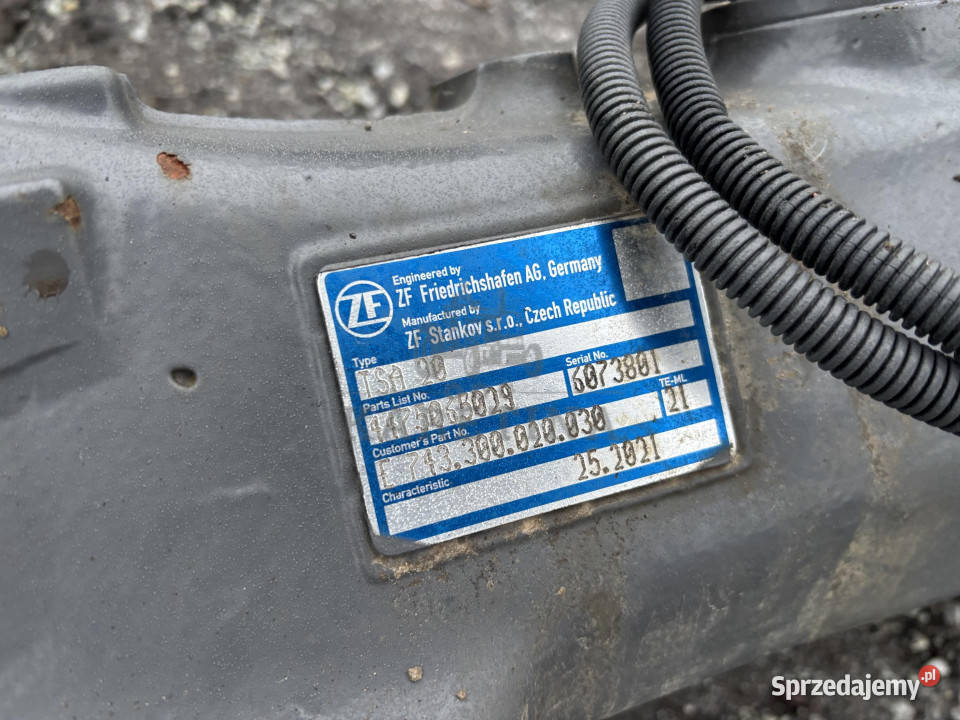 ZF
Engineered by
ZF Friedrichshafen AG, Germany
Manufactured by
ZF Stankov s.r.o., Czech Republic
Type
TSA 20
Parts List No.
Serial No.
6073801
Customer's Part No.
TE-ML
F 743.300.020.030
21
Characteristic
25.2021
Sprzedajemy.pl